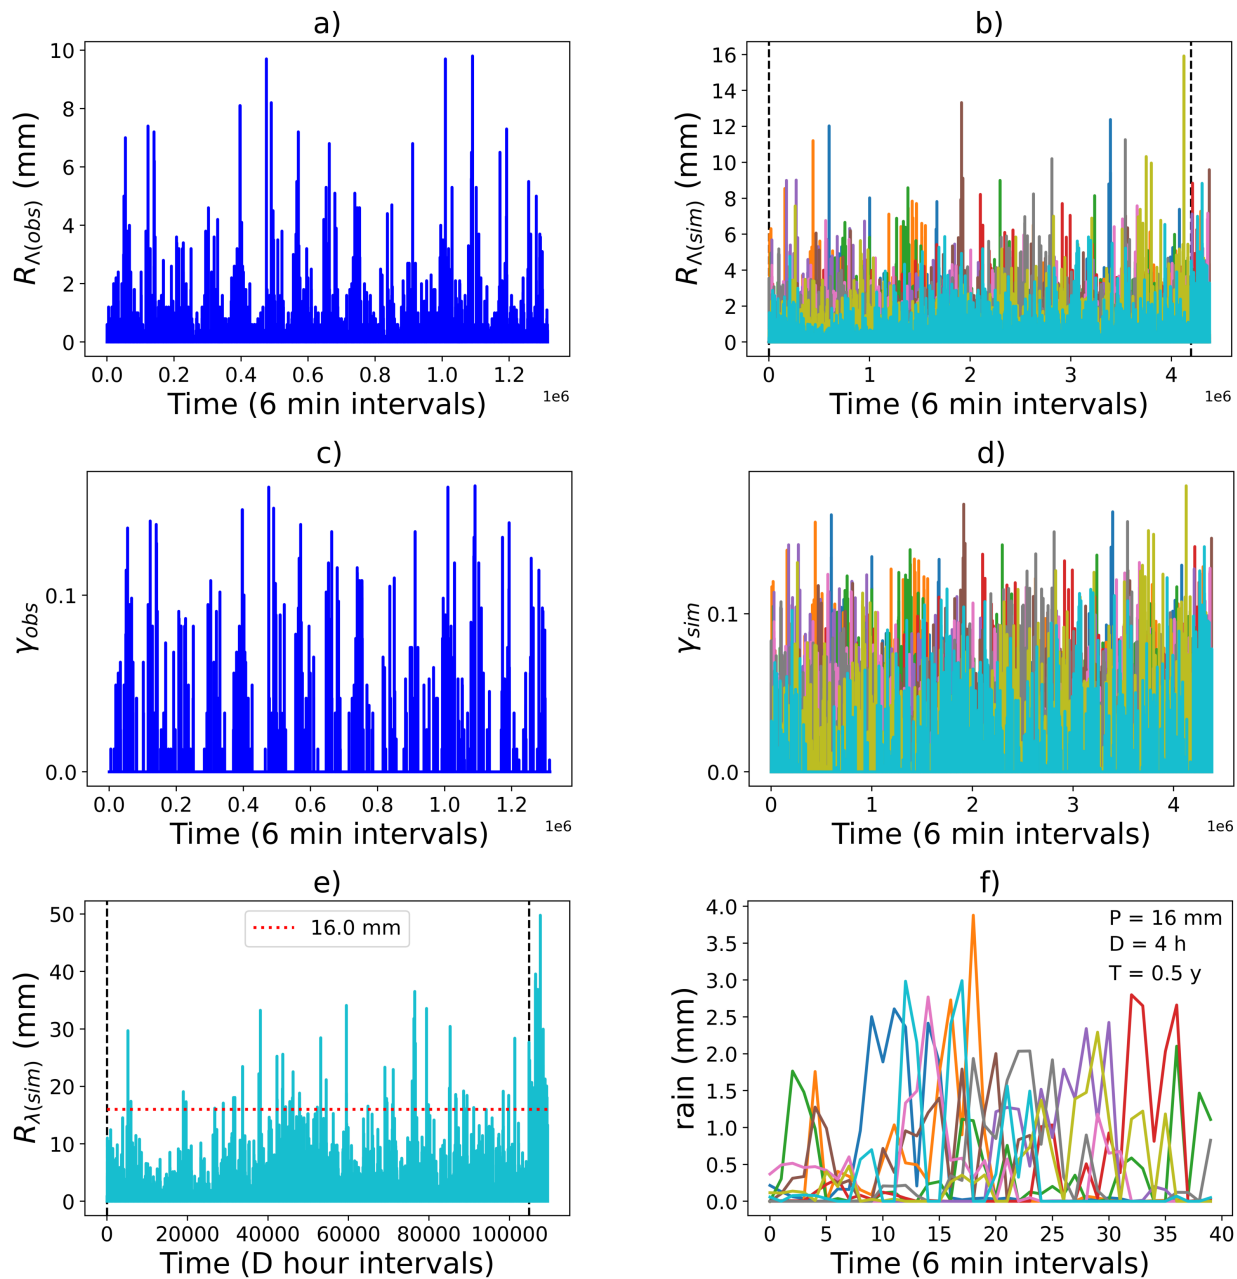 a)
R_Λ(obs) (mm)
10
8
6
4
2
0
0.0 0.2 0.4 0.6 0.8 1.0 1.2
1e6
Time (6 min intervals)
b)
R_Λ(sim) (mm)
16
14
12
10
8
6
4
2
0
0 1 2 3 4
1e6
Time (6 min intervals)
c)
γ_obs
0.1
0.0
0.0 0.2 0.4 0.6 0.8 1.0 1.2
1e6
Time (6 min intervals)
d)
γ_sim
0.1
0.0
0 1 2 3 4
1e6
Time (6 min intervals)
e)
R_λ(sim) (mm)
50
40
30
20
10
0
16.0 mm
0 20000 40000 60000 80000 100000
Time (D hour intervals)
f)
rain (mm)
4.0
3.5
3.0
2.5
2.0
1.5
1.0
0.5
0.0
P = 16 mm
D = 4 h
T = 0.5 y
0 5 10 15 20 25 30 35 40
Time (6 min intervals)